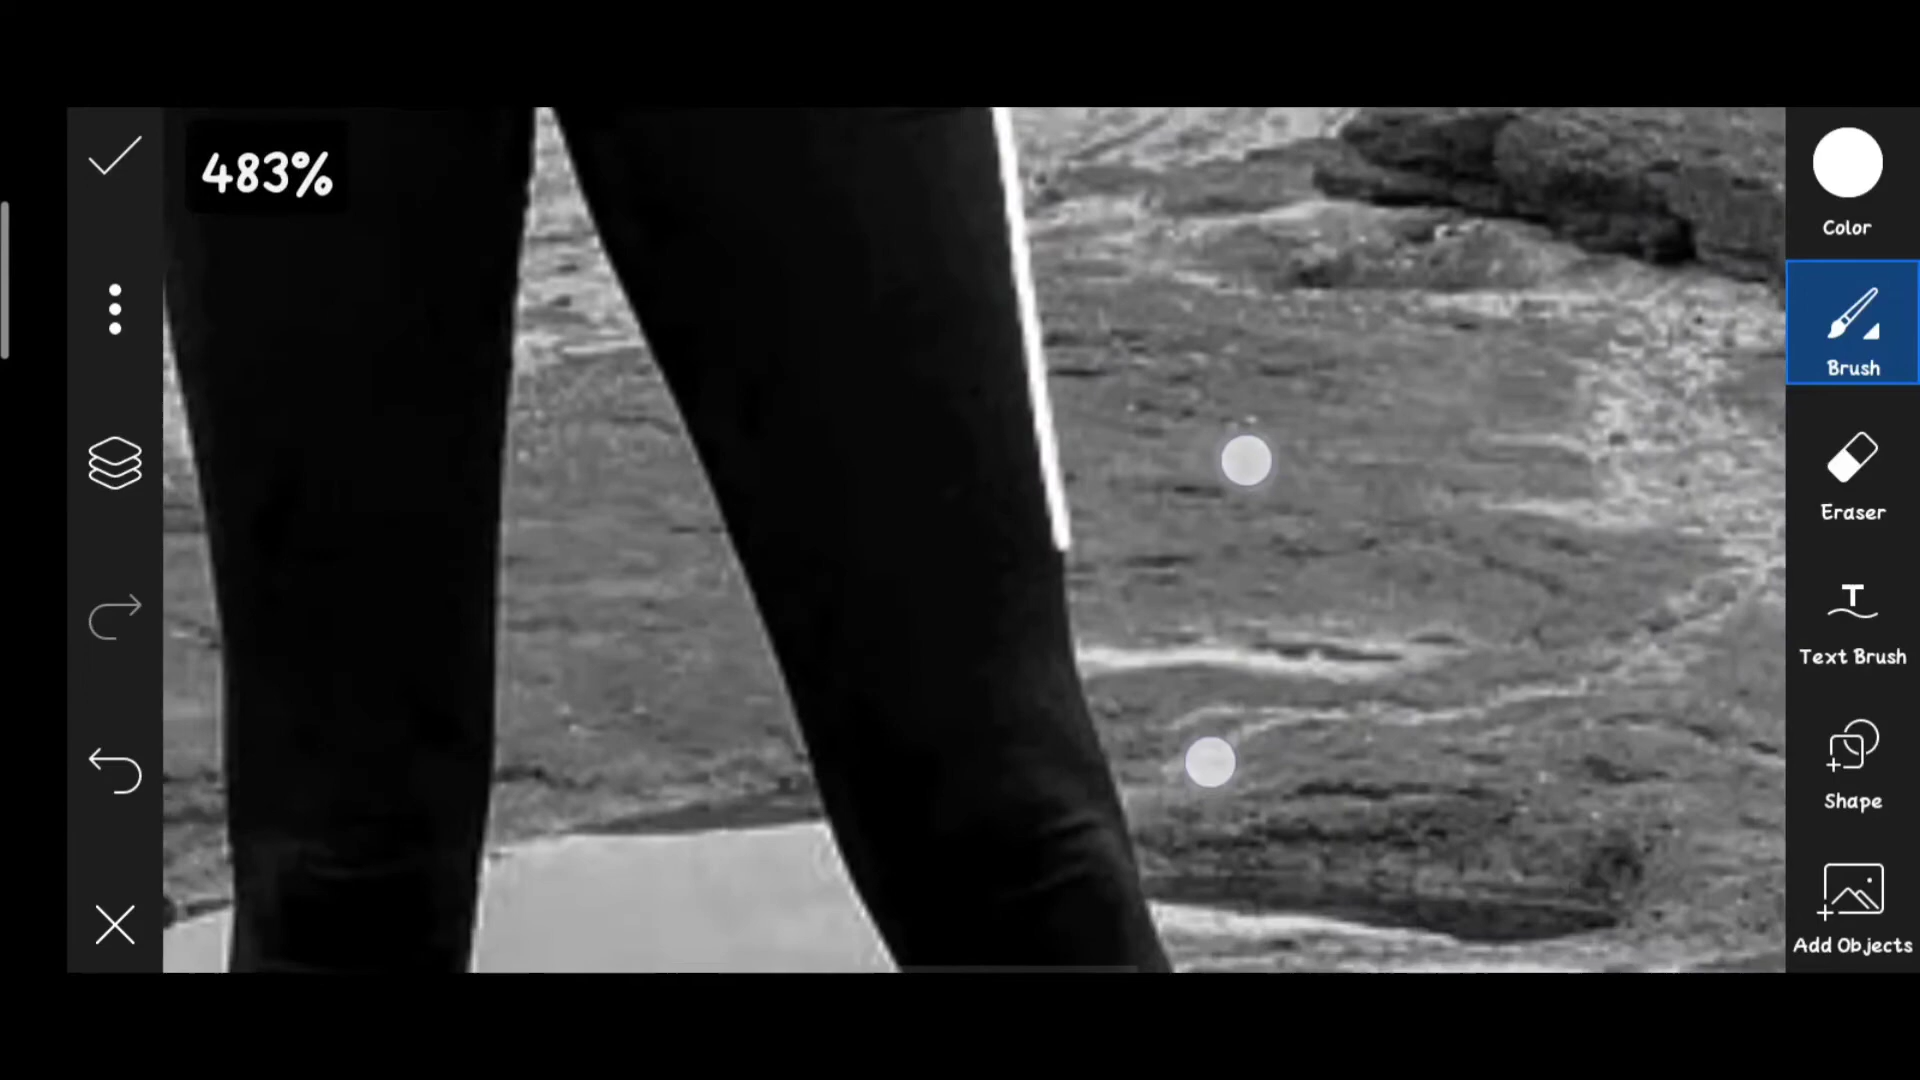 483%
Color
Brush
Eraser
T
Text Brush
Shape
Add Objects